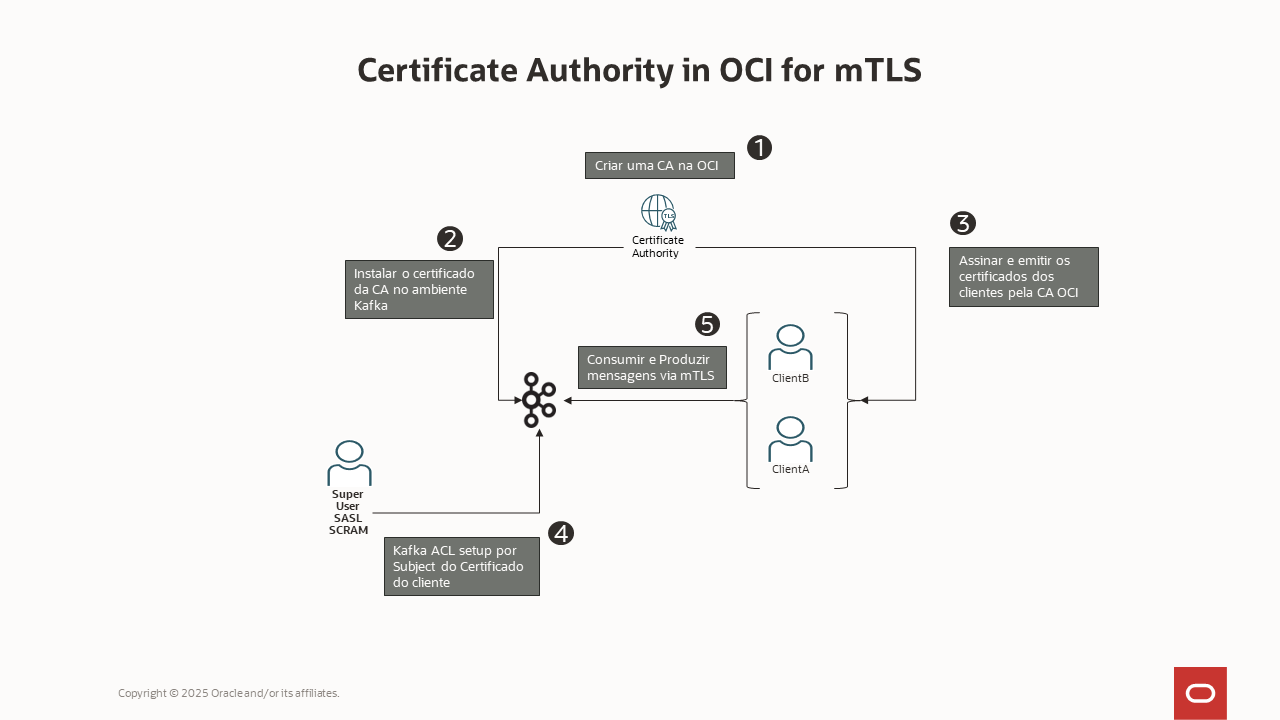 Certificate Authority in OCI for mTLS
1
Criar uma CA na OCI
TLS
Certificate
Authority
2
Instalar o certificado
da CA no ambiente
Kafka
3
Assinar e emitir os
certificados dos
clientes pela CA OCI
5
Consumir e Produzir
mensagens via mTLS
ClientB
ClientA
Super
User
SASL
SCRAM
4
Kafka ACL setup por
Subject do Certificado
do cliente
Copyright © 2025 Oracle and/or its affiliates.